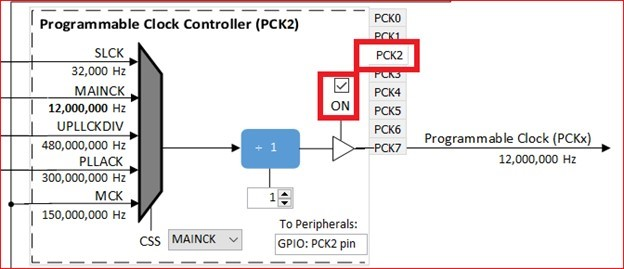 Programmable Clock Controller (PCK2)
PCK0
PCK1
PCK2
PCK3
PCK4
PCK5
PCK6
PCK7
SLCK
32,000 Hz
MAINCK
12,000,000 Hz
UPLLCKDIV
480,000,000 Hz
PLLACK
300,000,000 Hz
MCK
150,000,000 Hz
CSS
MAINCK
÷ 1
1
ON
To Peripherals:
GPIO: PCK2 pin
Programmable Clock (PCKx)
12,000,000 Hz